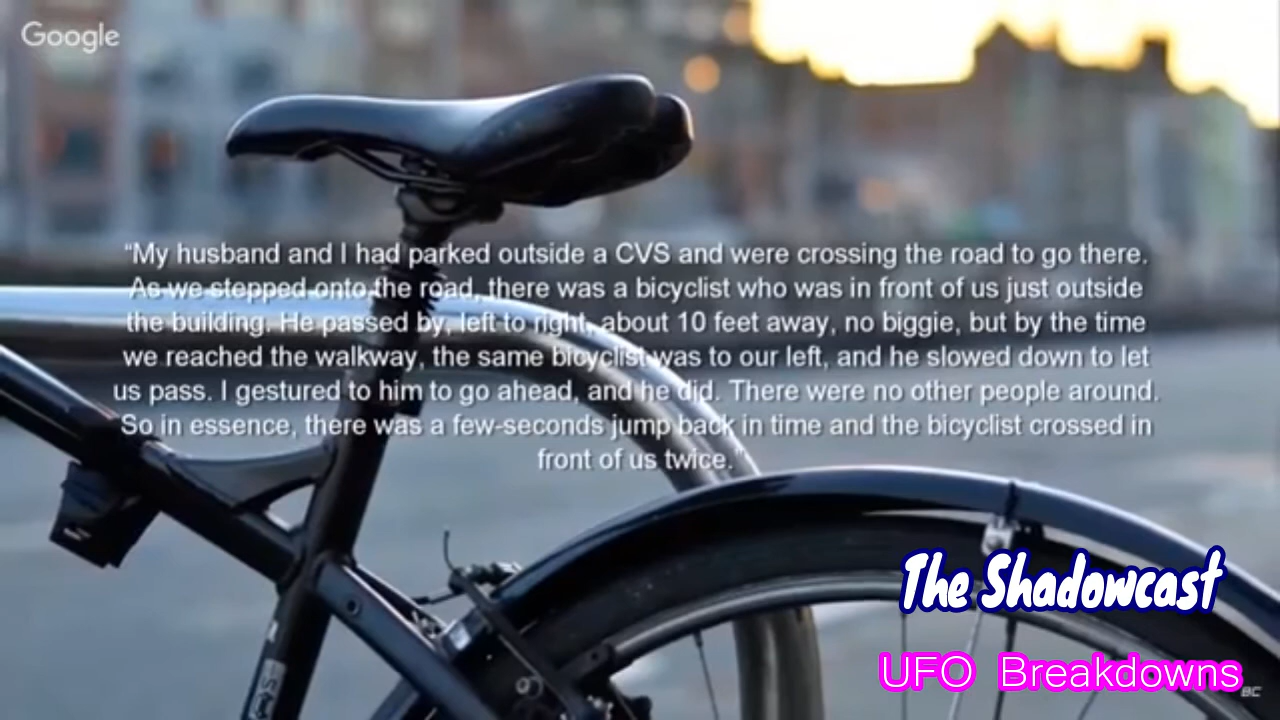 Google
“My husband and I had parked outside a CVS and were crossing the road to go there.
As we stepped onto the road, there was a bicyclist who was in front of us just outside
the building. He passed by, left to right, about 10 feet away, no biggie, but by the time
we reached the walkway, the same bicyclist was to our left, and he slowed down to let
us pass. I gestured to him to go ahead, and he did. There were no other people around.
So in essence, there was a few-seconds jump back in time and the bicyclist crossed in
front of us twice.”
The Shadowcast
UFO Breakdowns
BC